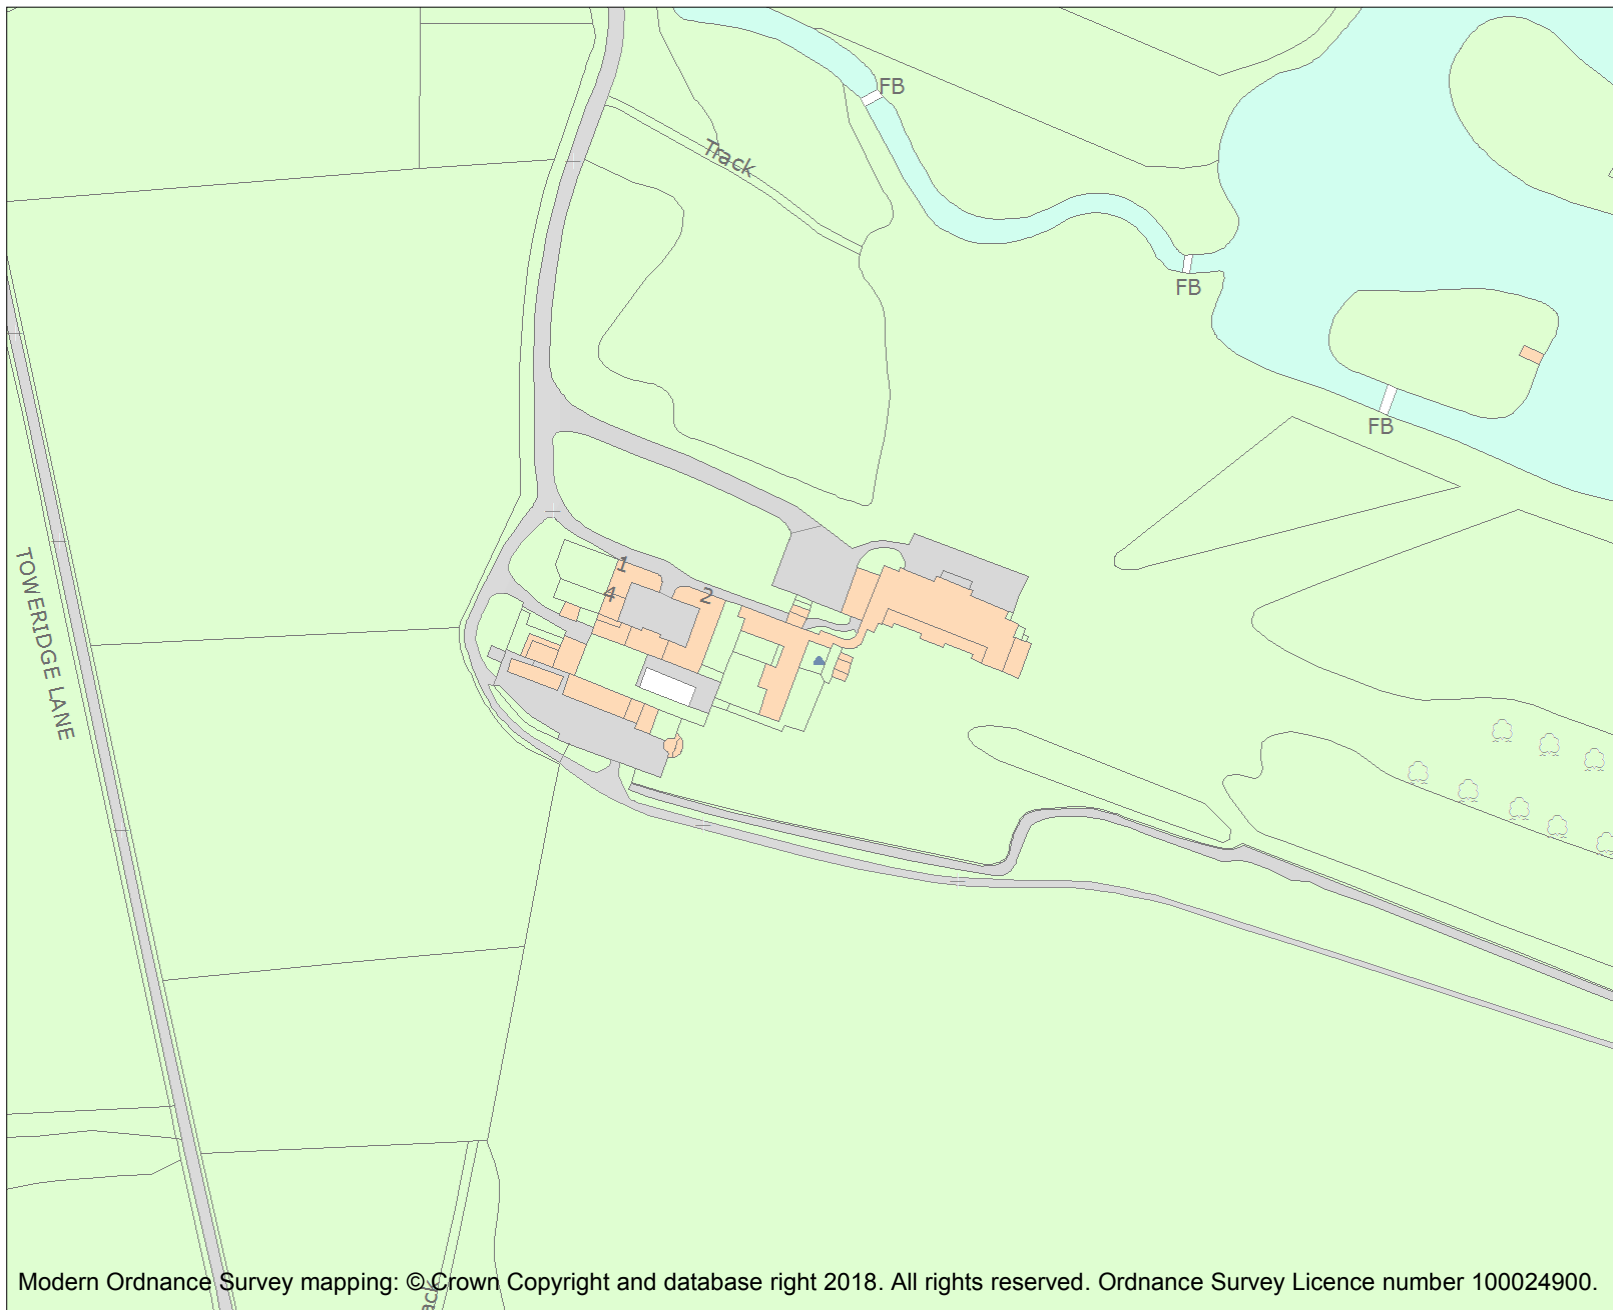 FB
Track
FB
FB
1
4
2
TOWERIDGE LANE
ack
Modern Ordnance Survey mapping: © Crown Copyright and database right 2018. All rights reserved. Ordnance Survey Licence number 100024900.